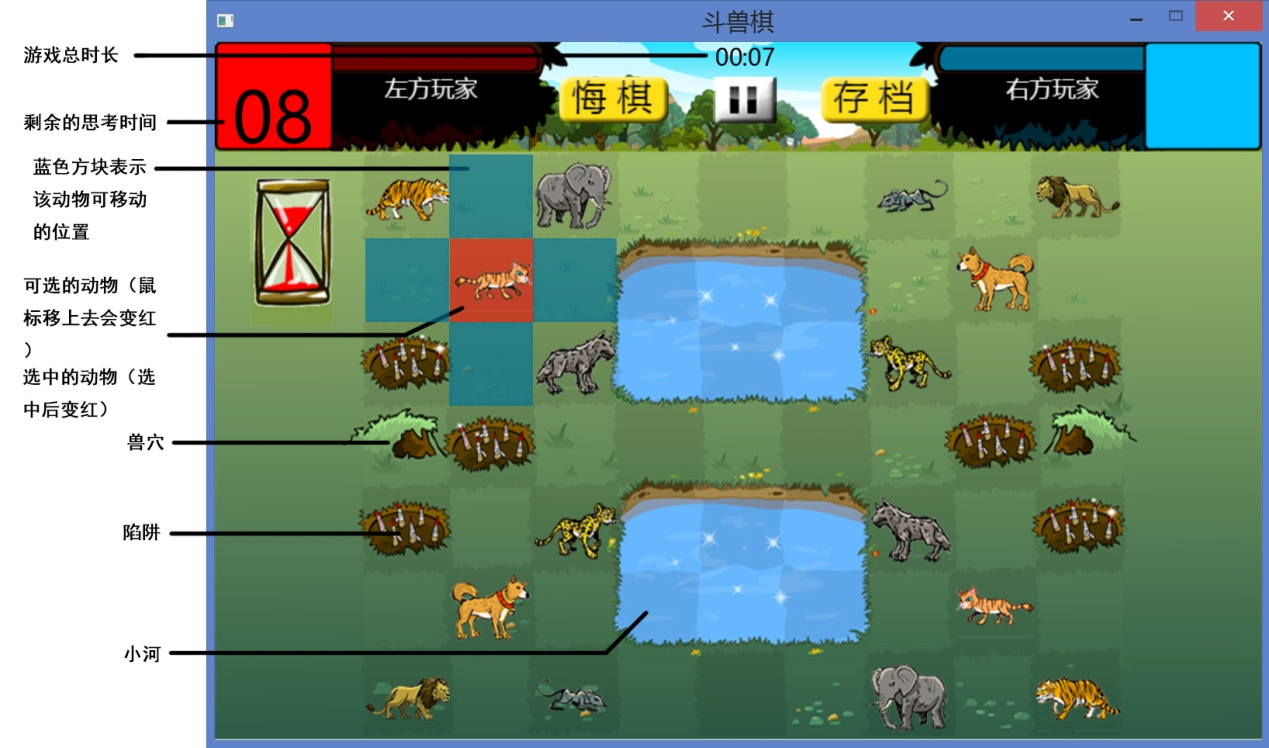 斗兽棋
游戏总时长
00:07
左方玩家
悔棋
存档
右方玩家
08
剩余的思考时间
蓝色方块表示
该动物可移动
的位置
可选的动物（鼠
标移上去会变红
）
选中的动物（选
中后变红）
兽穴
陷阱
小河